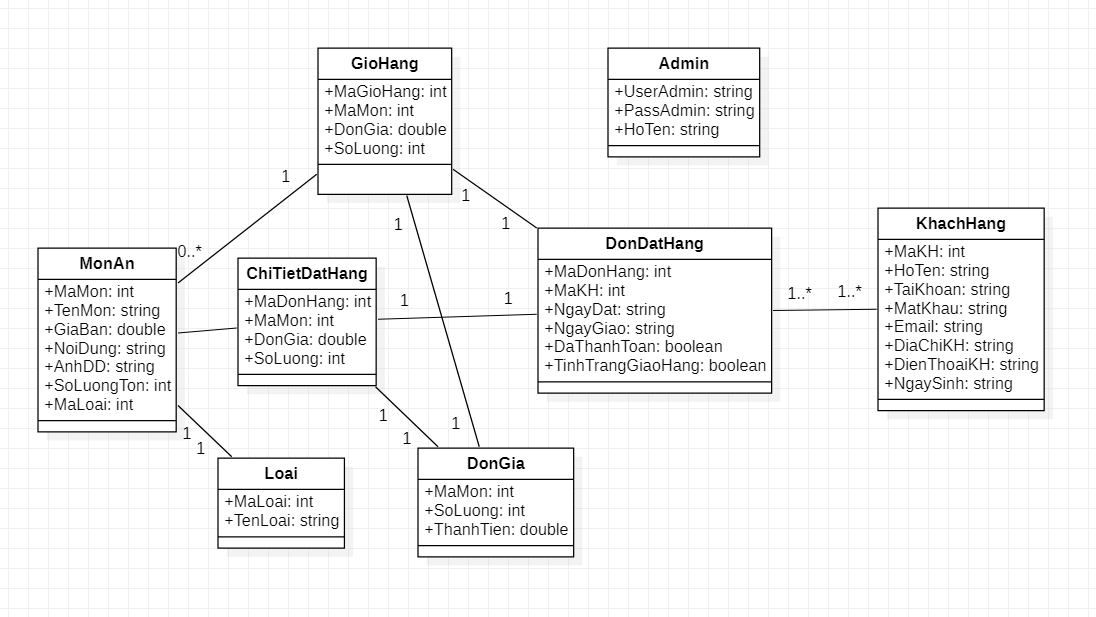 GioHang
+MaGioHang: int
+MaMon: int
+DonGia: double
+SoLuong: int
Admin
+UserAdmin: string
+PassAdmin: string
+HoTen: string
1
1
1
1
0..*
MonAn
+MaMon: int
+TenMon: string
+GiaBan: double
+NoiDung: string
+AnhDD: string
+SoLuongTon: int
+MaLoai: int
ChiTietDatHang
+MaDonHang: int
+MaMon: int
+DonGia: double
+SoLuong: int
1
1
DonDatHang
+MaDonHang: int
+MaKH: int
+NgayDat: string
+NgayGiao: string
+DaThanhToan: boolean
+TinhTrangGiaoHang: boolean
1..*
1..*
KhachHang
+MaKH: int
+HoTen: string
+TaiKhoan: string
+MatKhau: string
+Email: string
+DiaChiKH: string
+DienThoaiKH: string
+NgaySinh: string
1
1
1
1
1
Loai
+MaLoai: int
+TenLoai: string
DonGia
+MaMon: int
+SoLuong: int
+ThanhTien: double